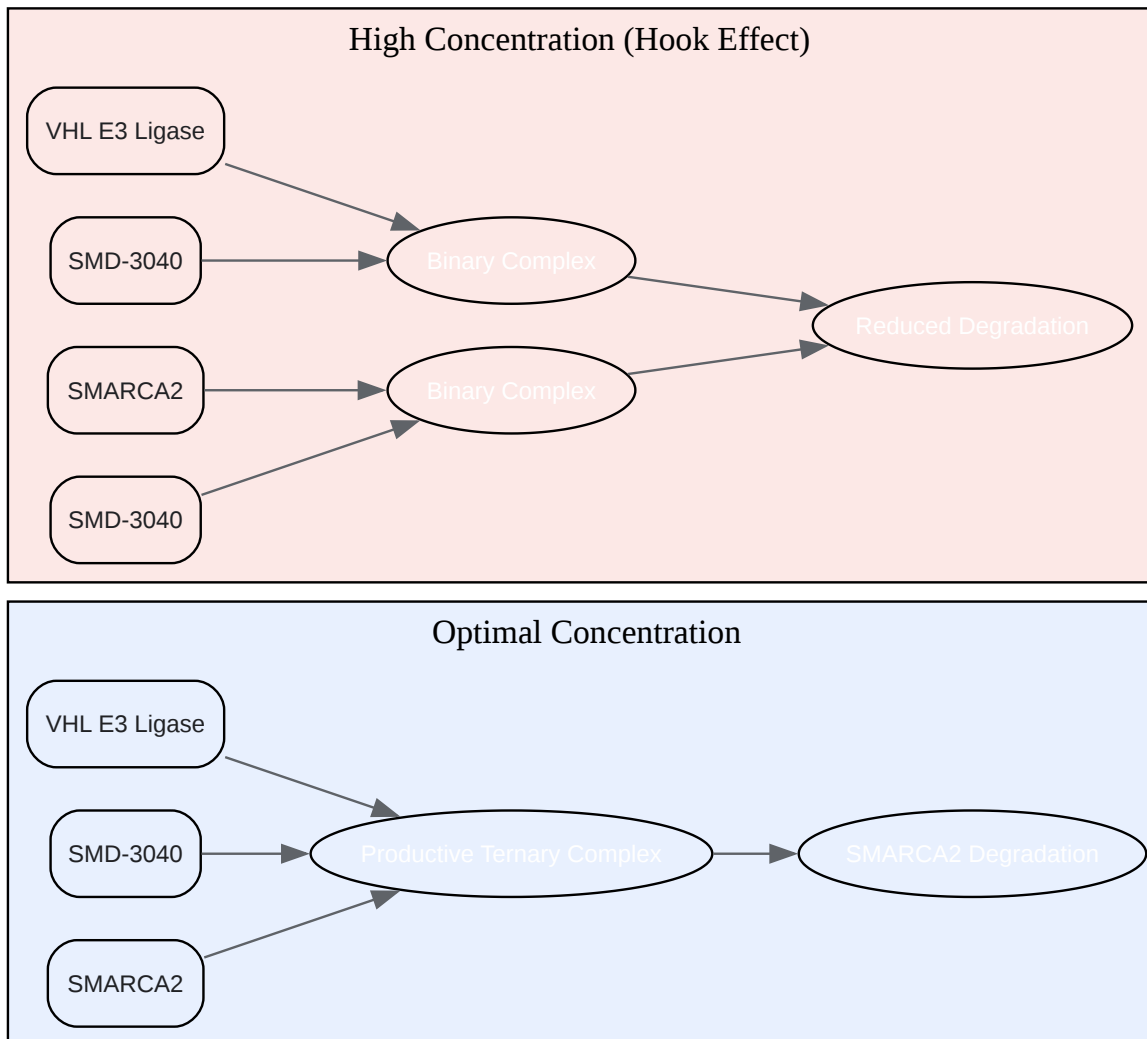 High Concentration (Hook Effect)
VHL E3 Ligase
SMD-3040
Binary Complex
Reduced Degradation
SMARCA2
Binary Complex
SMD-3040
Optimal Concentration
VHL E3 Ligase
SMD-3040
Productive Ternary Complex
SMARCA2 Degradation
SMARCA2